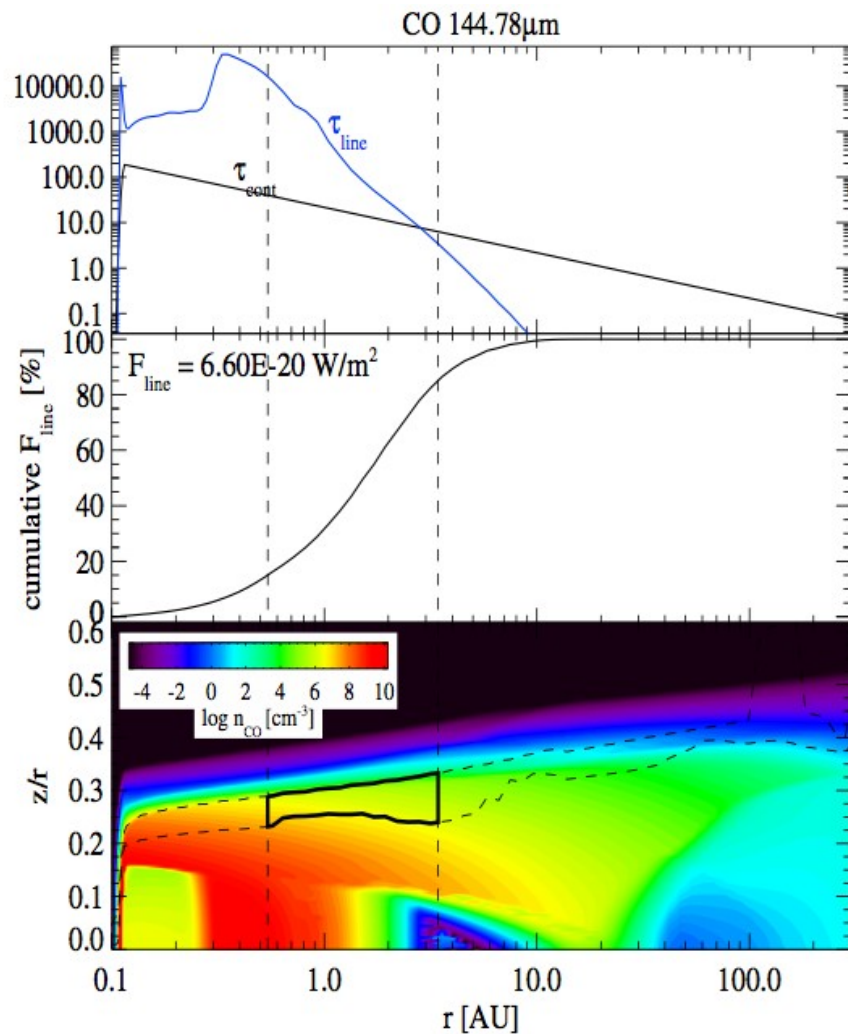 CO 144.78μm
10000.0
1000.0
100.0
10.0
1.0
0.1
τline
τcont
100
80
60
40
20
0
cumulative Fline [%]
Fline = 6.60E-20 W/m²
0.6
0.5
0.4
0.3
0.2
0.1
0.0
z/r
-4 -2 0 2 4 6 8 10
log nCO [cm⁻³]
0.1 1.0 10.0 100.0
r [AU]